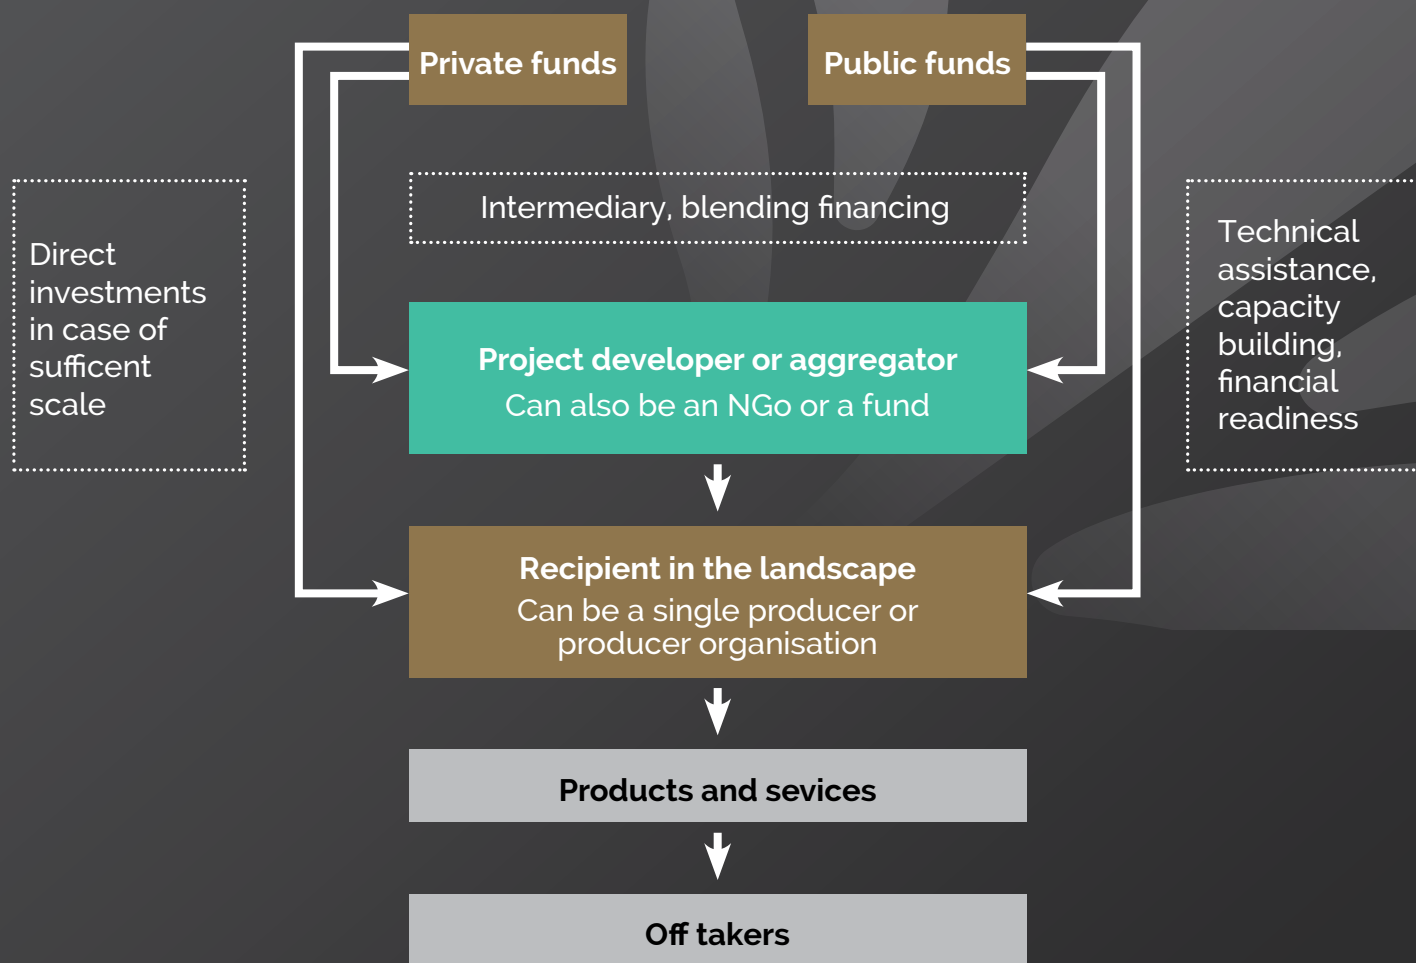 Private funds
Public funds
Intermediary, blending financing
Direct
investments
in case of
sufficent
scale
Technical
assistance,
capacity
building,
financial
readiness
Project developer or aggregator
Can also be an NGo or a fund
Recipient in the landscape
Can be a single producer or
producer organisation
Products and sevices
Off takers